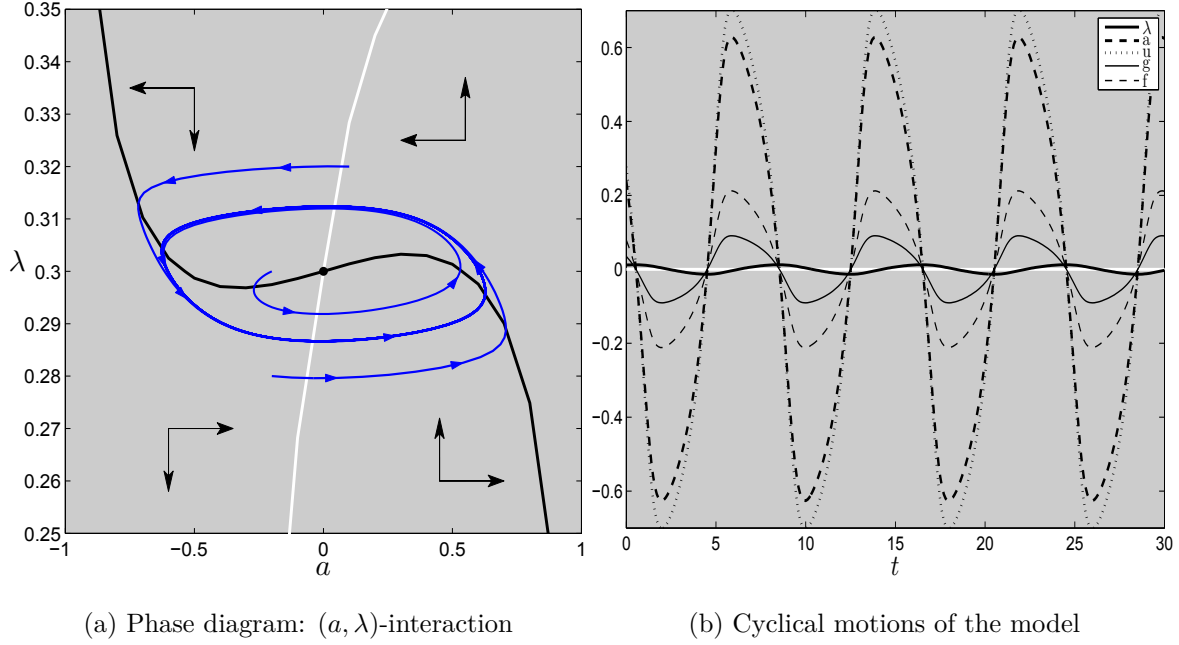 0.35
0.34
0.33
0.32
0.31
λ 0.3
0.29
0.28
0.27
0.26
0.25
−1 −0.5 0 0.5 1
a
(a) Phase diagram: (a, λ)-interaction
λ
a
u
g
f
0.6
0.4
0.2
0
−0.2
−0.4
−0.6
0 5 10 15 20 25 30
t
(b) Cyclical motions of the model